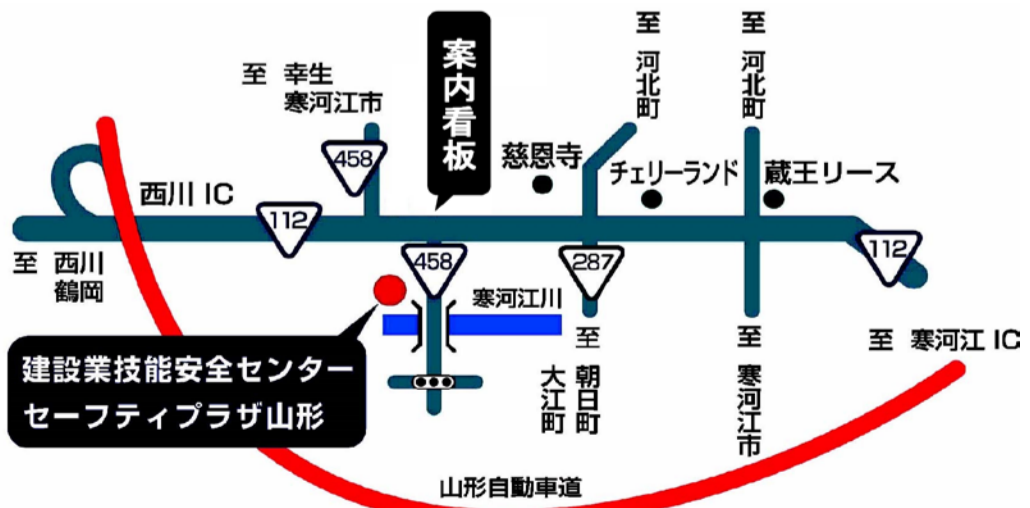 案内看板
至 河北町
至 河北町
至 幸生
寒河江市
458
慈恩寺
チェリーランド
蔵王リース
西川 IC
112
112
至 西川
鶴岡
458
287
寒河江川
建設業技能安全センター
セーフティプラザ山形
至 朝日町
大江町
至 寒河江市
至 寒河江 IC
山形自動車道